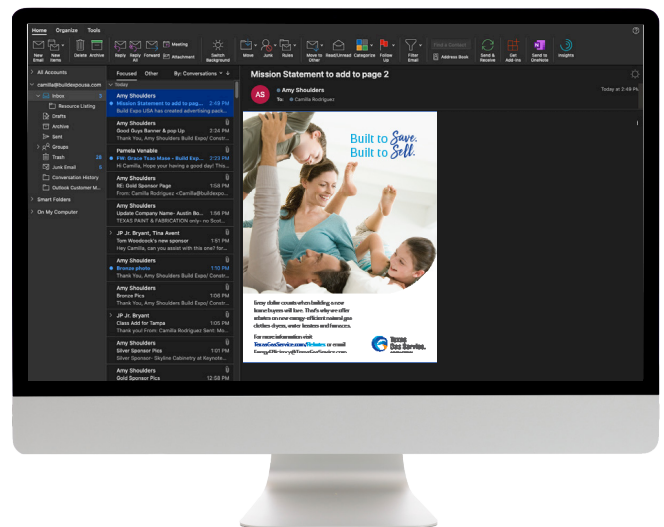 Home Organize Tools
New Email
New Items
Delete
Archive
Reply
Reply All
Forward
Meeting
Attachment
Switch Background
Move
Junk
Rules
Move to Other
Read/Unread
Categorize
Follow Up
Filter Email
Find a Contact
Address Book
Send & Receive
Get Add-ins
Send to OneNote
Insights
All Accounts
camilla@buildexpousa.com
Inbox
Resource Listing
Drafts
Archive
Sent
Groups
Trash 28
Junk Email
Conversation History
Outlook Customer M...
Smart Folders
On My Computer
Focused Other By: Conversations
Today
Amy Shoulders
Mission Statement to add to pag... 2:49 PM
Build Expo USA has created advertising pack...
Amy Shoulders
Good Guys Banner & pop Up 2:24 PM
Thank You, Amy Shoulders Build Expo/ Constr...
Pamela Venable
FW: Grace Texs Mose - Build Exp... 2:23 PM
Hi Camilla, Hope your having a good day! This...
Amy Shoulders
RE: Gold Sponsor Page 1:58 PM
From: Camilla Rodriguez <Camilla@buildexpo...
Amy Shoulders
Update Company Name- Austin Bo... 1:56 PM
TEXAS PAINT & FABRICATION only- no Scot...
JP Jr. Bryant, Tina Avent
Tom Woodcock's new sponsor 1:51 PM
Hey Camilla, can you assist with this one? for...
Amy Shoulders
Bronze photo 1:10 PM
Thank You, Amy Shoulders Build Expo/ Constr...
Amy Shoulders
Bronze Pics 1:06 PM
Thank You, Amy Shoulders Build Expo/ Constr...
JP Jr. Bryant
Class Add for Tampa 1:05 PM
Thank you! From: Camilla Rodriguez Sent: Mo...
Amy Shoulders
Silver Sponsor Pics 1:01 PM
Silver Sponsor- Skyline Cabinetry at Keynote...
Amy Shoulders
Gold Sponsor Pics 12:58 PM
Mission Statement to add to page 2
AS
Amy Shoulders
To: Camilla Rodriguez
Today at 2:49 PM
Built to Save.
Built to Sell.
Every dollar counts when building a new
home buyers will love. That's why we offer
rebates on new energy-efficient natural gas
clothes dryers, water heaters and furnaces.
For more information visit
TexasGasService.com/Rebates or email
EnergyEfficiency@TexasGasService.com
Texas
Gas Service.